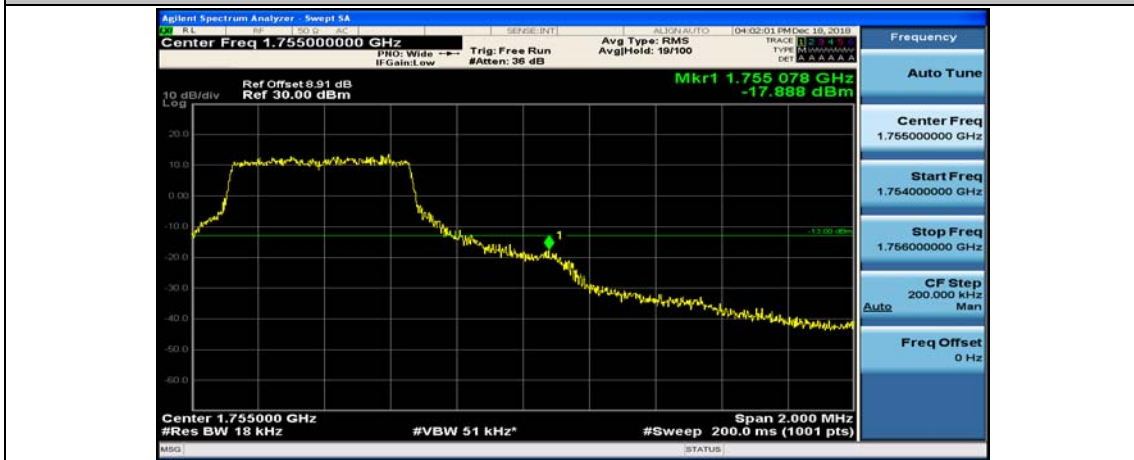 Agilent Spectrum Analyzer - Swept SA
RL RF 50 Ω AC SENSE:INT ALIGN AUTO 04:02:01 PM Dec 18, 2018
Center Freq 1.755000000 GHz
PNO: Wide
IFGain:Low
Trig: Free Run
#Atten: 36 dB
Avg Type: RMS
Avg|Hold: 19/100
TRACE 1 2 3 4 5 6
TYPE M
DET A A A A A A
Ref Offset 8.91 dB
10 dB/div Ref 30.00 dBm
Log
Mkr1 1.755 078 GHz
-17.888 dBm
20.0
10.0
0.00
-10.0
-20.0
-30.0
-40.0
-50.0
-60.0
1
-13.00 dBm
Center 1.755000 GHz Span 2.000 MHz
#Res BW 18 kHz #VBW 51 kHz* #Sweep 200.0 ms (1001 pts)
MSG STATUS
Frequency
Auto Tune
Center Freq
1.755000000 GHz
Start Freq
1.754000000 GHz
Stop Freq
1.756000000 GHz
CF Step
200.000 kHz
Auto Man
Freq Offset
0 Hz